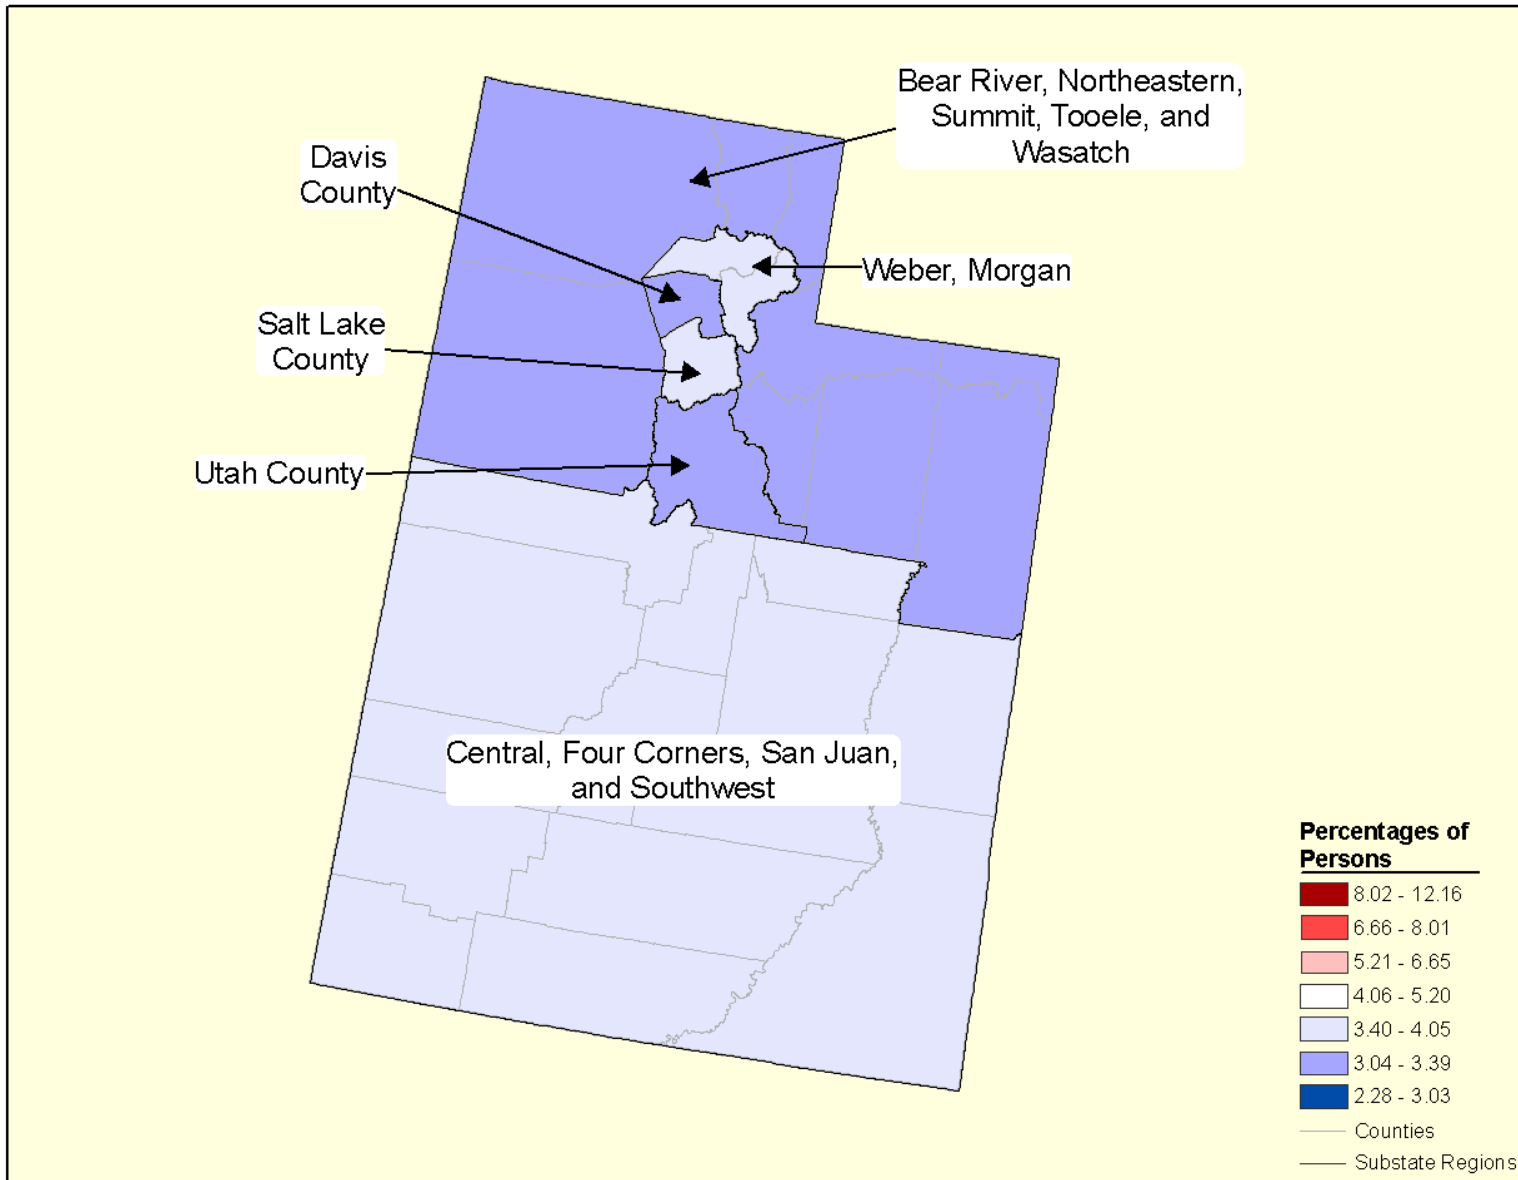 Bear River, Northeastern,
Summit, Tooele, and
Wasatch
Davis
County
Weber, Morgan
Salt Lake
County
Utah County
Central, Four Corners, San Juan,
and Southwest
Percentages of
Persons
8.02 - 12.16
6.66 - 8.01
5.21 - 6.65
4.06 - 5.20
3.40 - 4.05
3.04 - 3.39
2.28 - 3.03
Counties
Substate Regions